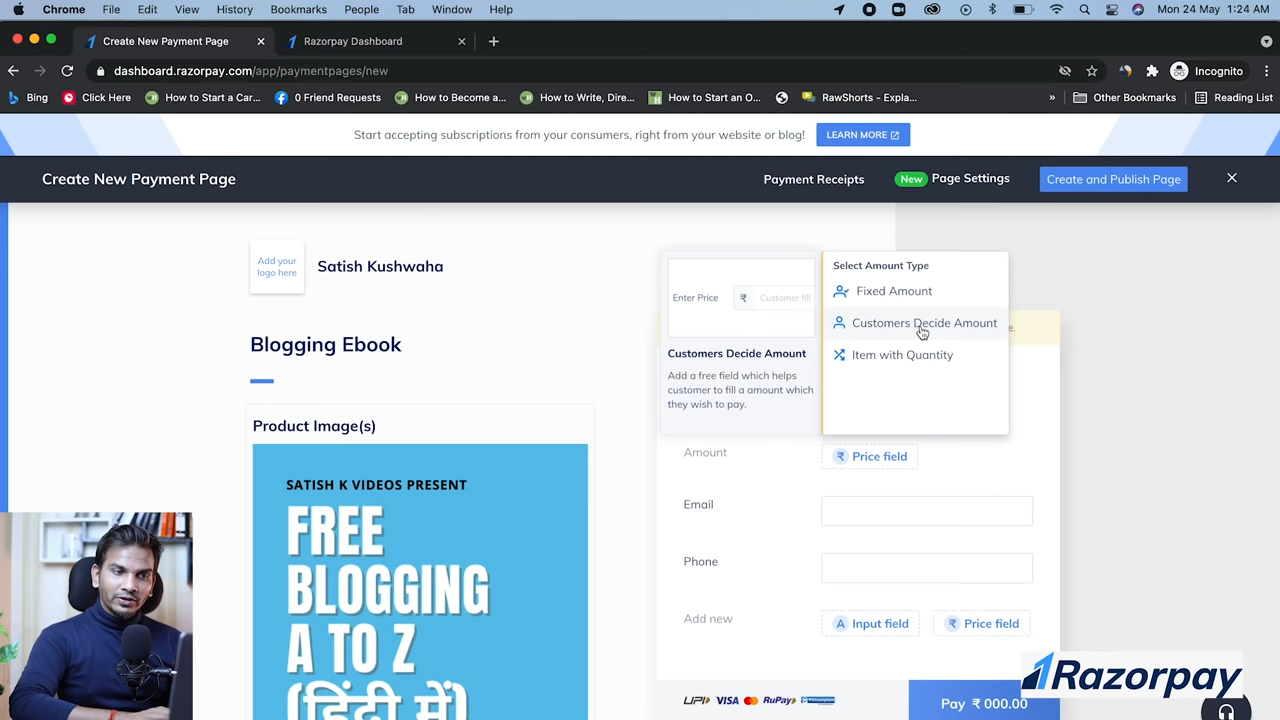 Chrome File Edit View History Bookmarks People Tab Window Help Mon 24 May 1:24 AM
Create New Payment Page Razorpay Dashboard
dashboard.razorpay.com/app/paymentpages/new Incognito
Bing Click Here How to Start a Car... 0 Friend Requests How to Become a... How to Write, Dire... How to Start an O... RawShorts - Expla... » Other Bookmarks Reading List
Start accepting subscriptions from your consumers, right from your website or blog! LEARN MORE
Create New Payment Page Payment Receipts New Page Settings Create and Publish Page
Add your
logo here
Satish Kushwaha
Blogging Ebook
Product Image(s)
SATISH K VIDEOS PRESENT
FREE
BLOGGING
A TO Z
(हिंदी में)
Enter Price ₹ Customer fill
Customers Decide Amount
Add a free field which helps
customer to fill a amount which
they wish to pay.
Select Amount Type
Fixed Amount
Customers Decide Amount
Item with Quantity
e.
Amount ₹ Price field
Email
Phone
Add new A Input field ₹ Price field
UPI VISA RuPay
Pay ₹ 000.00
Razorpay